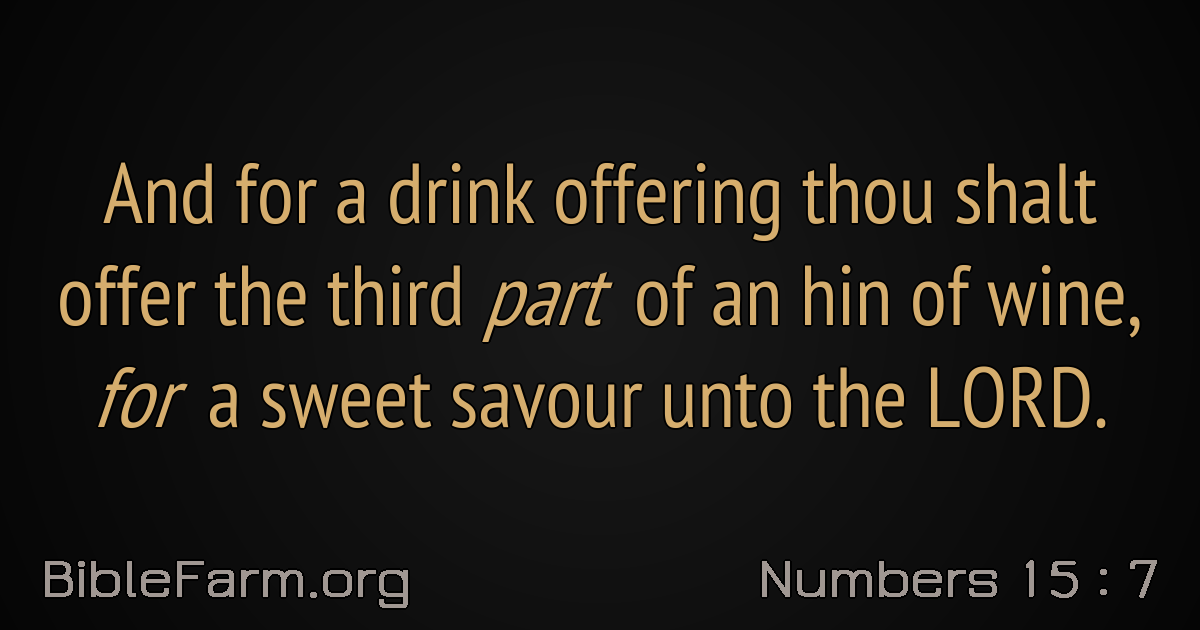 And for a drink offering thou shalt
offer the third part of an hin of wine,
for a sweet savour unto the LORD.
BibleFarm.org
Numbers 15 : 7